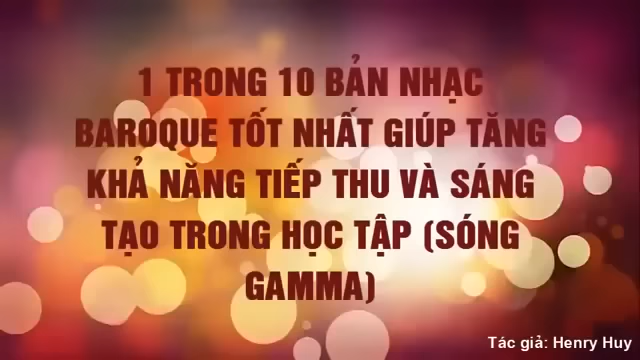 1 TRONG 10 BẢN NHẠC
BAROQUE TỐT NHẤT GIÚP TĂNG
KHẢ NĂNG TIẾP THU VÀ SÁNG
TẠO TRONG HỌC TẬP (SÓNG
GAMMA)
Tác giả: Henry Huy